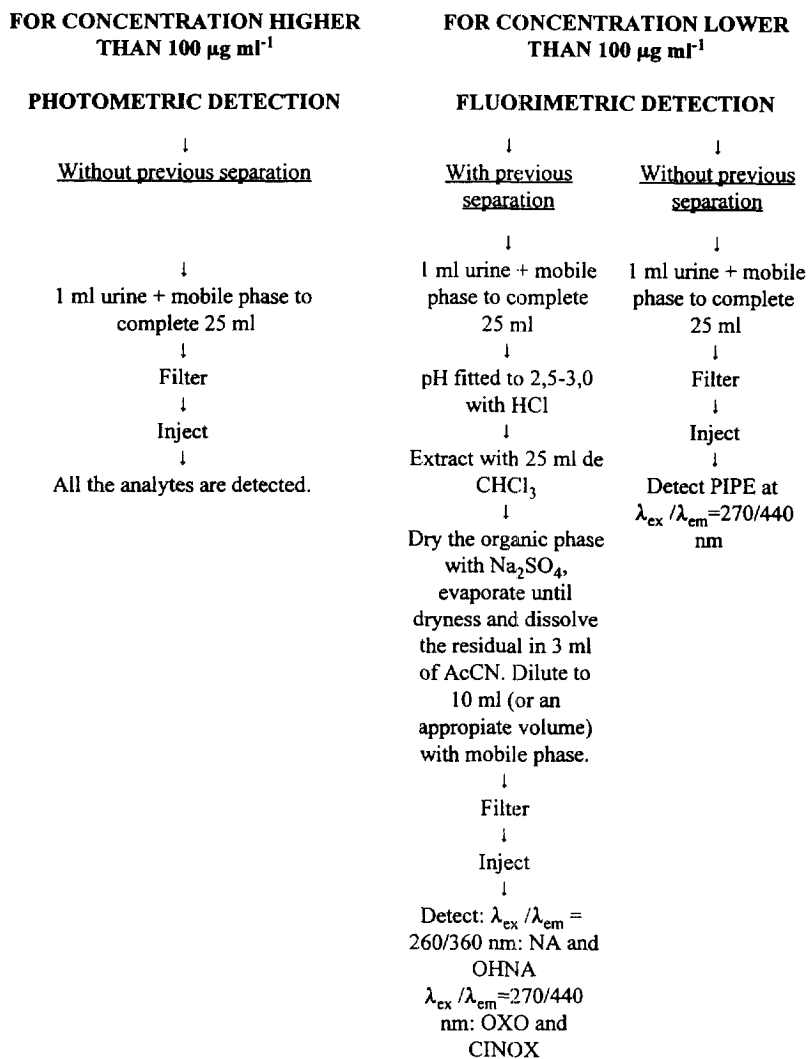 FOR CONCENTRATION HIGHER
THAN 100 µg ml⁻¹
PHOTOMETRIC DETECTION
↓
Without previous separation
↓
1 ml urine + mobile phase to
complete 25 ml
↓
Filter
↓
Inject
↓
All the analytes are detected.
FOR CONCENTRATION LOWER
THAN 100 µg ml⁻¹
FLUORIMETRIC DETECTION
↓
With previous
separation
↓
1 ml urine + mobile
phase to complete
25 ml
↓
pH fitted to 2,5-3,0
with HCl
↓
Extract with 25 ml de
CHCl₃
↓
Dry the organic phase
with Na₂SO₄,
evaporate until
dryness and dissolve
the residual in 3 ml
of AcCN. Dilute to
10 ml (or an
appropiate volume)
with mobile phase.
↓
Filter
↓
Inject
↓
Detect: λex /λem =
260/360 nm: NA and
OHNA
λex /λem=270/440
nm: OXO and
CINOX
↓
Without previous
separation
↓
1 ml urine + mobile
phase to complete
25 ml
↓
Filter
↓
Inject
↓
Detect PIPE at
λex /λem=270/440
nm